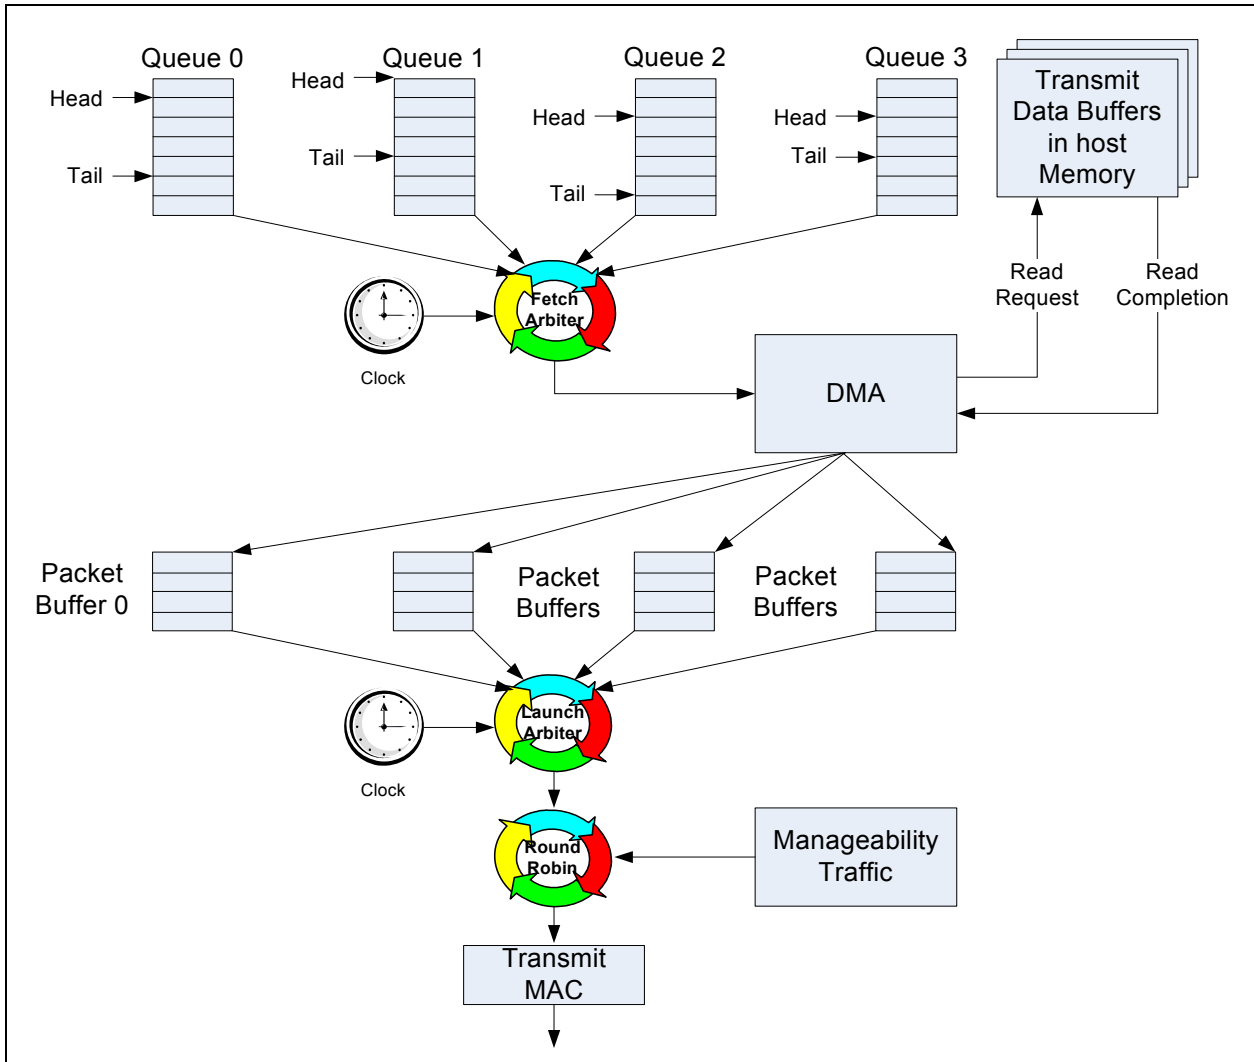 Queue 0
Queue 1
Queue 2
Queue 3
Head
Tail
Head
Tail
Head
Tail
Head
Tail
Transmit
Data Buffers
in host
Memory
Read
Request
Read
Completion
Fetch
Arbiter
Clock
DMA
Packet
Buffer 0
Packet
Buffers
Packet
Buffers
Launch
Arbiter
Clock
Round
Robin
Manageability
Traffic
Transmit
MAC